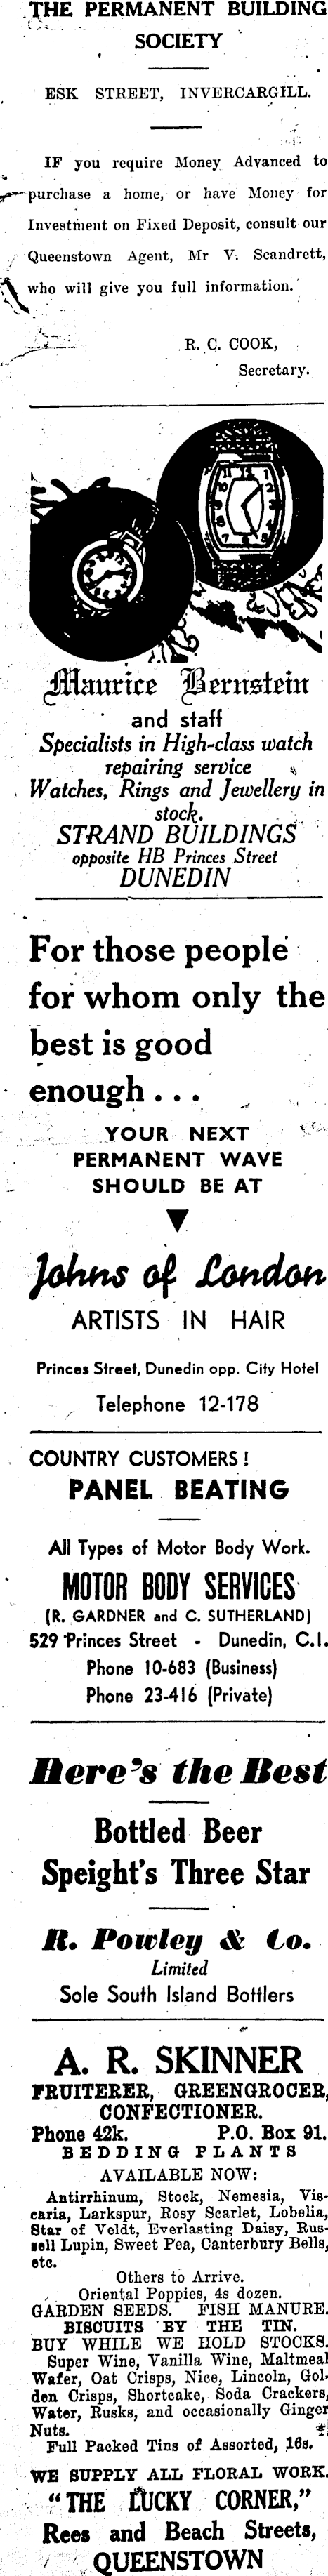 THE PERMANENT BUILDING
SOCIETY
ESK STREET, INVERCARGILL.
IF you require Money Advanced to
purchase a home, or have Money for
Investment on Fixed Deposit, consult our
Queenstown Agent, Mr V. Scandrett,
who will give you full information.
R. C. COOK,
Secretary.
Maurice Bernstein
and staff
Specialists in High-class watch
repairing service
Watches, Rings and Jewellery in
stock.
STRAND BUILDINGS
opposite HB Princes Street
DUNEDIN
For those people
for whom only the
best is good
enough . . .
YOUR NEXT
PERMANENT WAVE
SHOULD BE AT
Johns of London
ARTISTS IN HAIR
Princes Street, Dunedin opp. City Hotel
Telephone 12-178
COUNTRY CUSTOMERS!
PANEL BEATING
All Types of Motor Body Work.
MOTOR BODY SERVICES
(R. GARDNER and C. SUTHERLAND)
529 Princes Street - Dunedin, C.I.
Phone 10-683 (Business)
Phone 23-416 (Private)
Here's the Best
Bottled Beer
Speight's Three Star
R. Powley & Co.
Limited
Sole South Island Bottlers
A. R. SKINNER
FRUITERER, GREENGROCER,
CONFECTIONER.
Phone 42k. P.O. Box 91.
BEDDING PLANTS
AVAILABLE NOW:
Antirrhinum, Stock, Nemesia, Vis-
caria, Larkspur, Rosy Scarlet, Lobelia,
Star of Veldt, Everlasting Daisy, Rus-
sell Lupin, Sweet Pea, Canterbury Bells,
etc.
Others to Arrive.
Oriental Poppies, 4s dozen.
GARDEN SEEDS. FISH MANURE.
BISCUITS BY THE TIN.
BUY WHILE WE HOLD STOCKS.
Super Wine, Vanilla Wine, Maltmeal
Wafer, Oat Crisps, Nice, Lincoln, Gol-
den Crisps, Shortcake, Soda Crackers,
Water, Rusks, and occasionally Ginger
Nuts.
Full Packed Tins of Assorted, 16s.
WE SUPPLY ALL FLORAL WORK.
"THE LUCKY CORNER,"
Rees and Beach Streets,
QUEENSTOWN